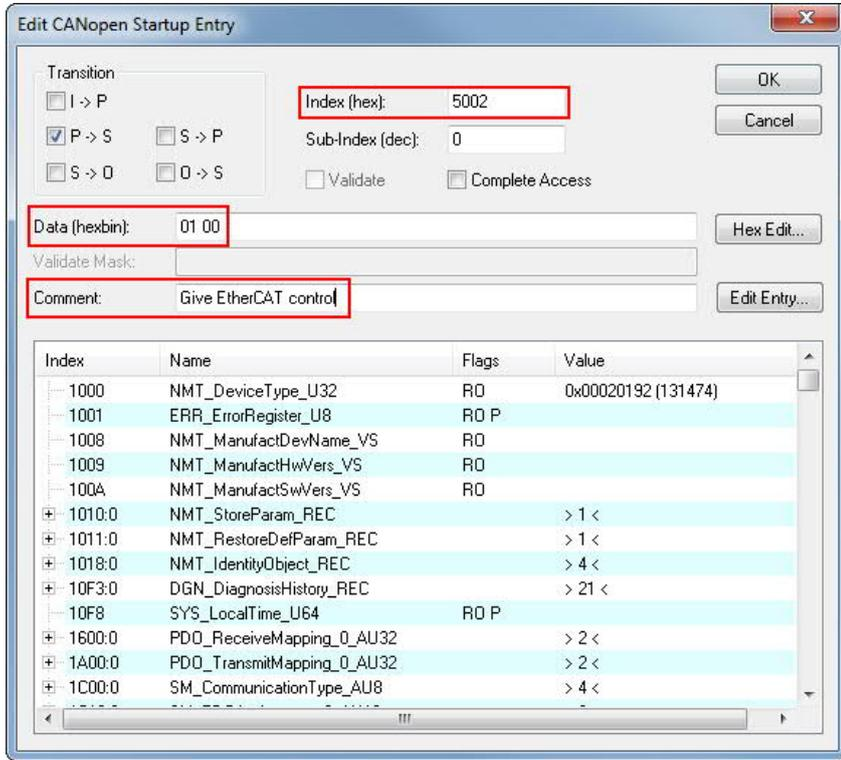 Edit CANopen Startup Entry
Transition
I -> P
P -> S
S -> P
S -> O
O -> S
Index (hex): 5002
Sub-Index (dec): 0
Validate
Complete Access
OK
Cancel
Data (hexbin): 01 00
Hex Edit...
Validate Mask:
Comment: Give EtherCAT control
Edit Entry...
Index Name Flags Value
1000 NMT_DeviceType_U32 RO 0x00020192 (131474)
1001 ERR_ErrorRegister_U8 RO P
1008 NMT_ManufactDevName_VS RO
1009 NMT_ManufactHwVers_VS RO
100A NMT_ManufactSwVers_VS RO
1010:0 NMT_StoreParam_REC > 1 <
1011:0 NMT_RestoreDefParam_REC > 1 <
1018:0 NMT_IdentityObject_REC > 4 <
10F3:0 DGN_DiagnosisHistory_REC > 21 <
10F8 SYS_LocalTime_U64 RO P
1600:0 PDO_ReceiveMapping_0_AU32 > 2 <
1A00:0 PDO_TransmitMapping_0_AU32 > 2 <
1C00:0 SM_CommunicationType_AU8 > 4 <